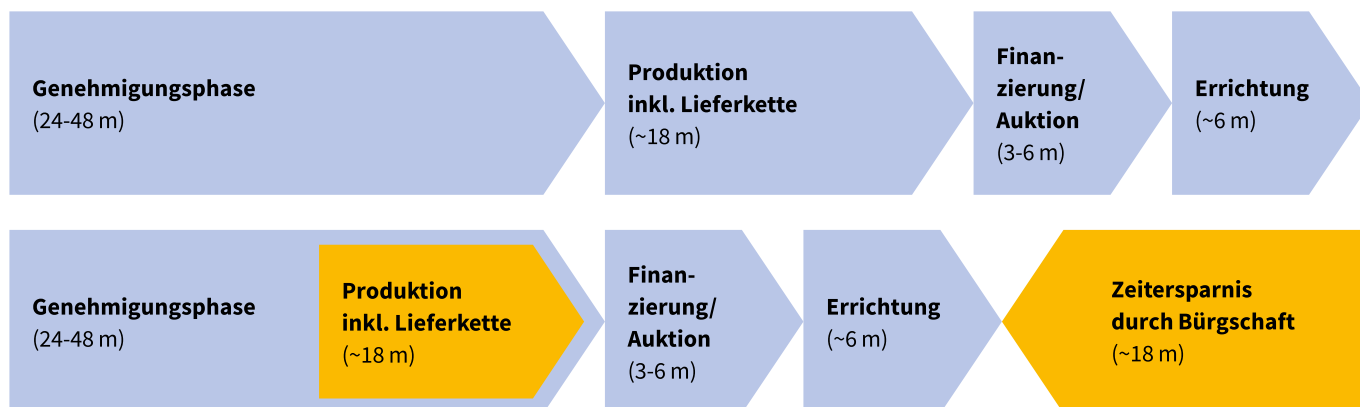 Genehmigungsphase
(24-48 m)
Produktion
inkl. Lieferkette
(~18 m)
Finan-
zierung/
Auktion
(3-6 m)
Errichtung
(~6 m)
Genehmigungsphase
(24-48 m)
Produktion
inkl. Lieferkette
(~18 m)
Finan-
zierung/
Auktion
(3-6 m)
Errichtung
(~6 m)
Zeitersparnis
durch Bürgschaft
(~18 m)